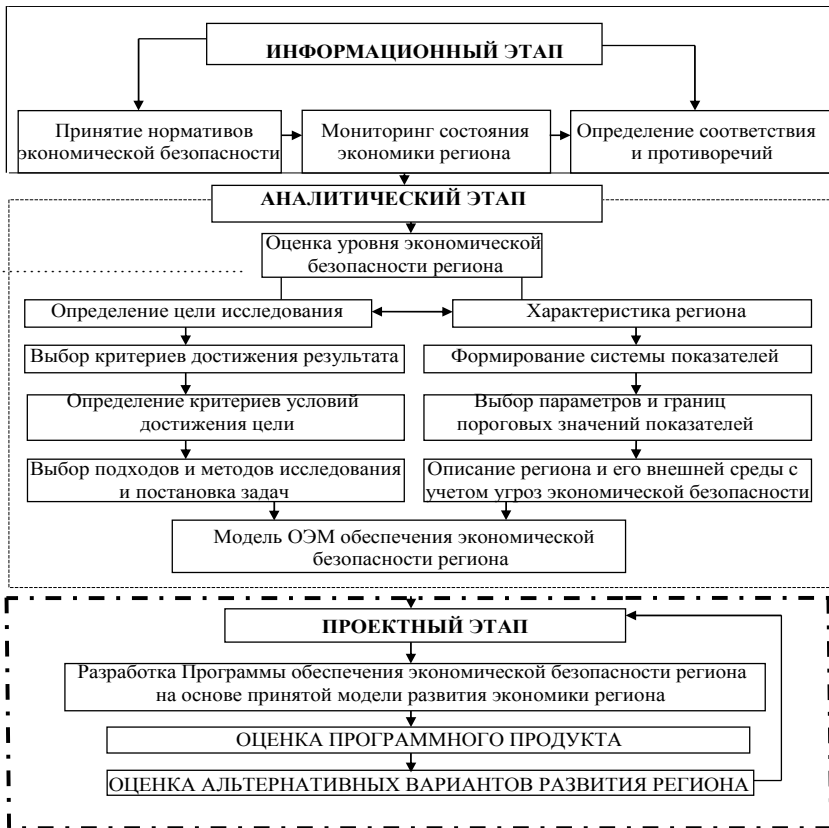 ИНФОРМАЦИОННЫЙ ЭТАП
Принятие нормативов
экономической безопасности
Мониторинг состояния
экономики региона
Определение соответствия
и противоречий
АНАЛИТИЧЕСКИЙ ЭТАП
Оценка уровня экономической
безопасности региона
Определение цели исследования
Характеристика региона
Выбор критериев достижения результата
Формирование системы показателей
Определение критериев условий
достижения цели
Выбор параметров и границ
пороговых значений показателей
Выбор подходов и методов исследования
и постановка задач
Описание региона и его внешней среды с
учетом угроз экономической безопасности
Модель ОЭМ обеспечения экономической
безопасности региона
ПРОЕКТНЫЙ ЭТАП
Разработка Программы обеспечения экономической безопасности региона
на основе принятой модели развития экономики региона
ОЦЕНКА ПРОГРАММНОГО ПРОДУКТА
ОЦЕНКА АЛЬТЕРНАТИВНЫХ ВАРИАНТОВ РАЗВИТИЯ РЕГИОНА